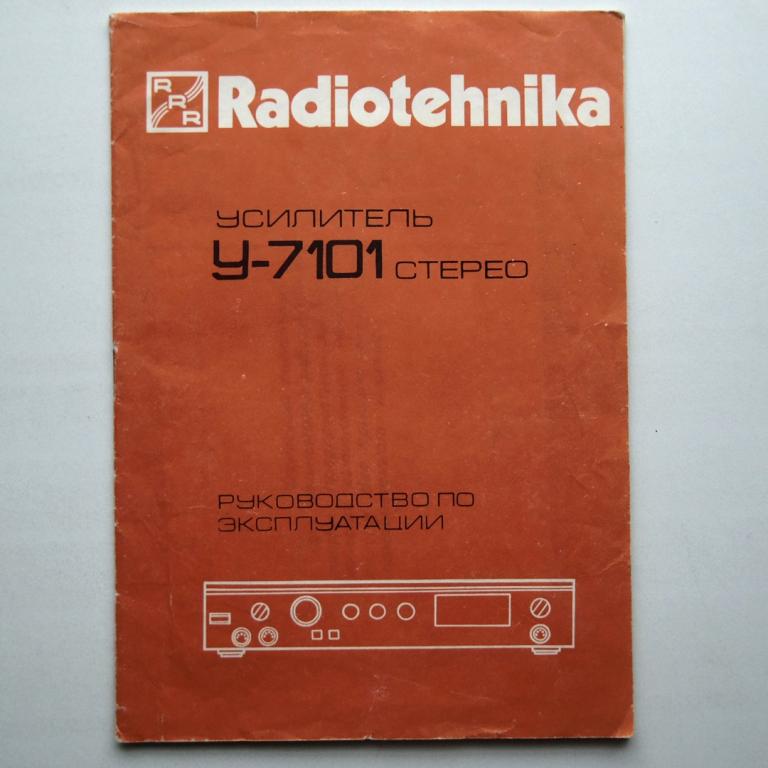 RRR Radiotehnika
УСИЛИТЕЛЬ
У-7101 СТЕРЕО
РУКОВОДСТВО ПО
ЭКСПЛУАТАЦИИ